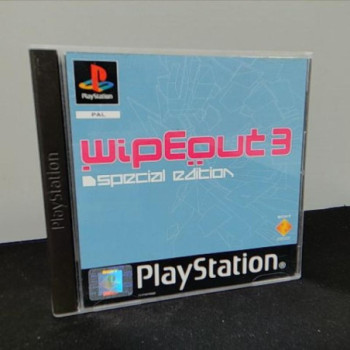 PlayStation
PAL
wipEout 3
special edition
PlayStation
PlayStation